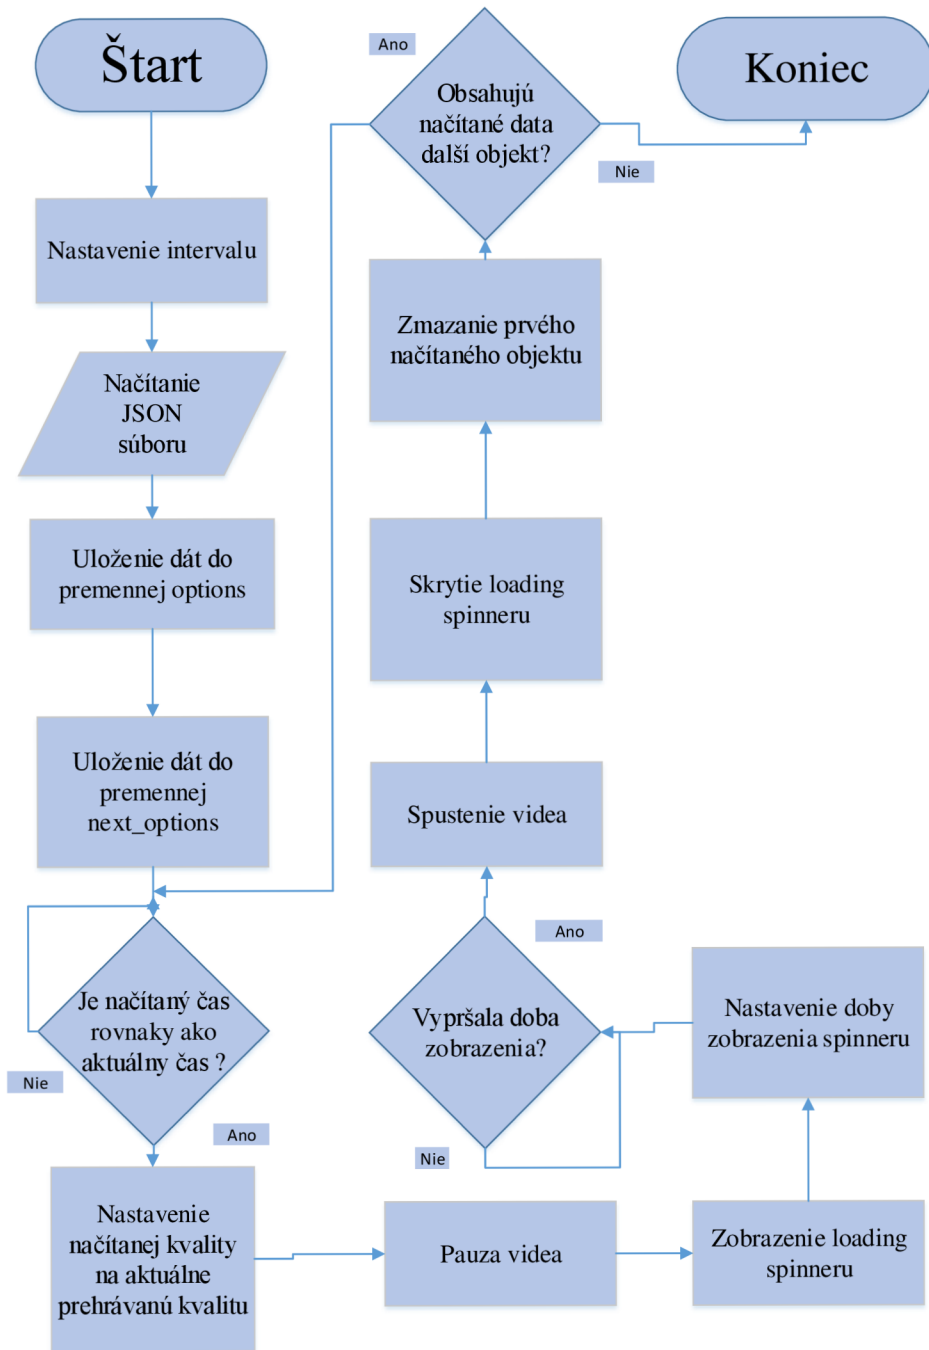 Štart
Nastavenie intervalu
Načítanie
JSON
súboru
Uloženie dát do
premennej options
Uloženie dát do
premennej
next_options
Je načítaný čas
rovnaky ako
aktuálny čas ?
Nie
Ano
Nastavenie
načítanej kvality
na aktuálne
prehrávanú kvalitu
Pauza videa
Zobrazenie loading
spinneru
Nastavenie doby
zobrazenia spinneru
Vypršala doba
zobrazenia?
Nie
Ano
Spustenie videa
Skrytie loading
spinneru
Zmazanie prvého
načítaného objektu
Obsahujú
načítané data
další objekt?
Ano
Nie
Koniec